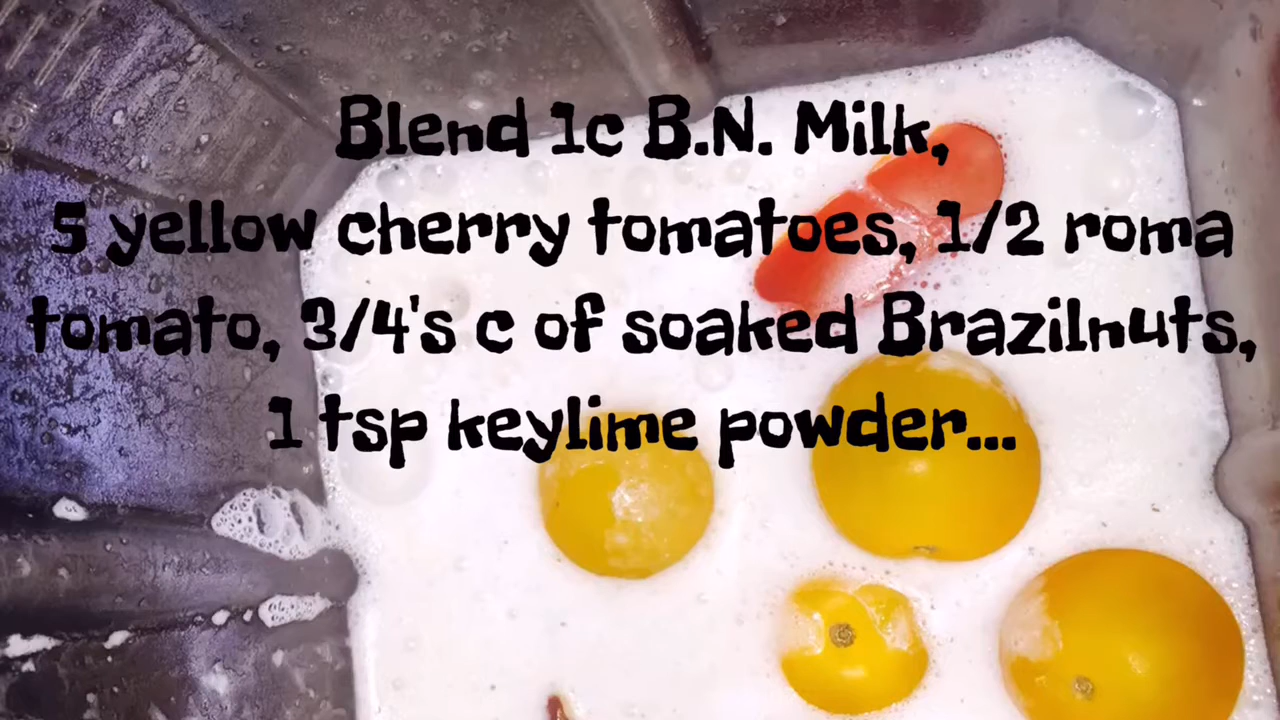 Blend 1c B.N. Milk,
5 yellow cherry tomatoes, 1/2 roma
tomato, 3/4's c of soaked Brazilnuts,
1 tsp keylime powder...